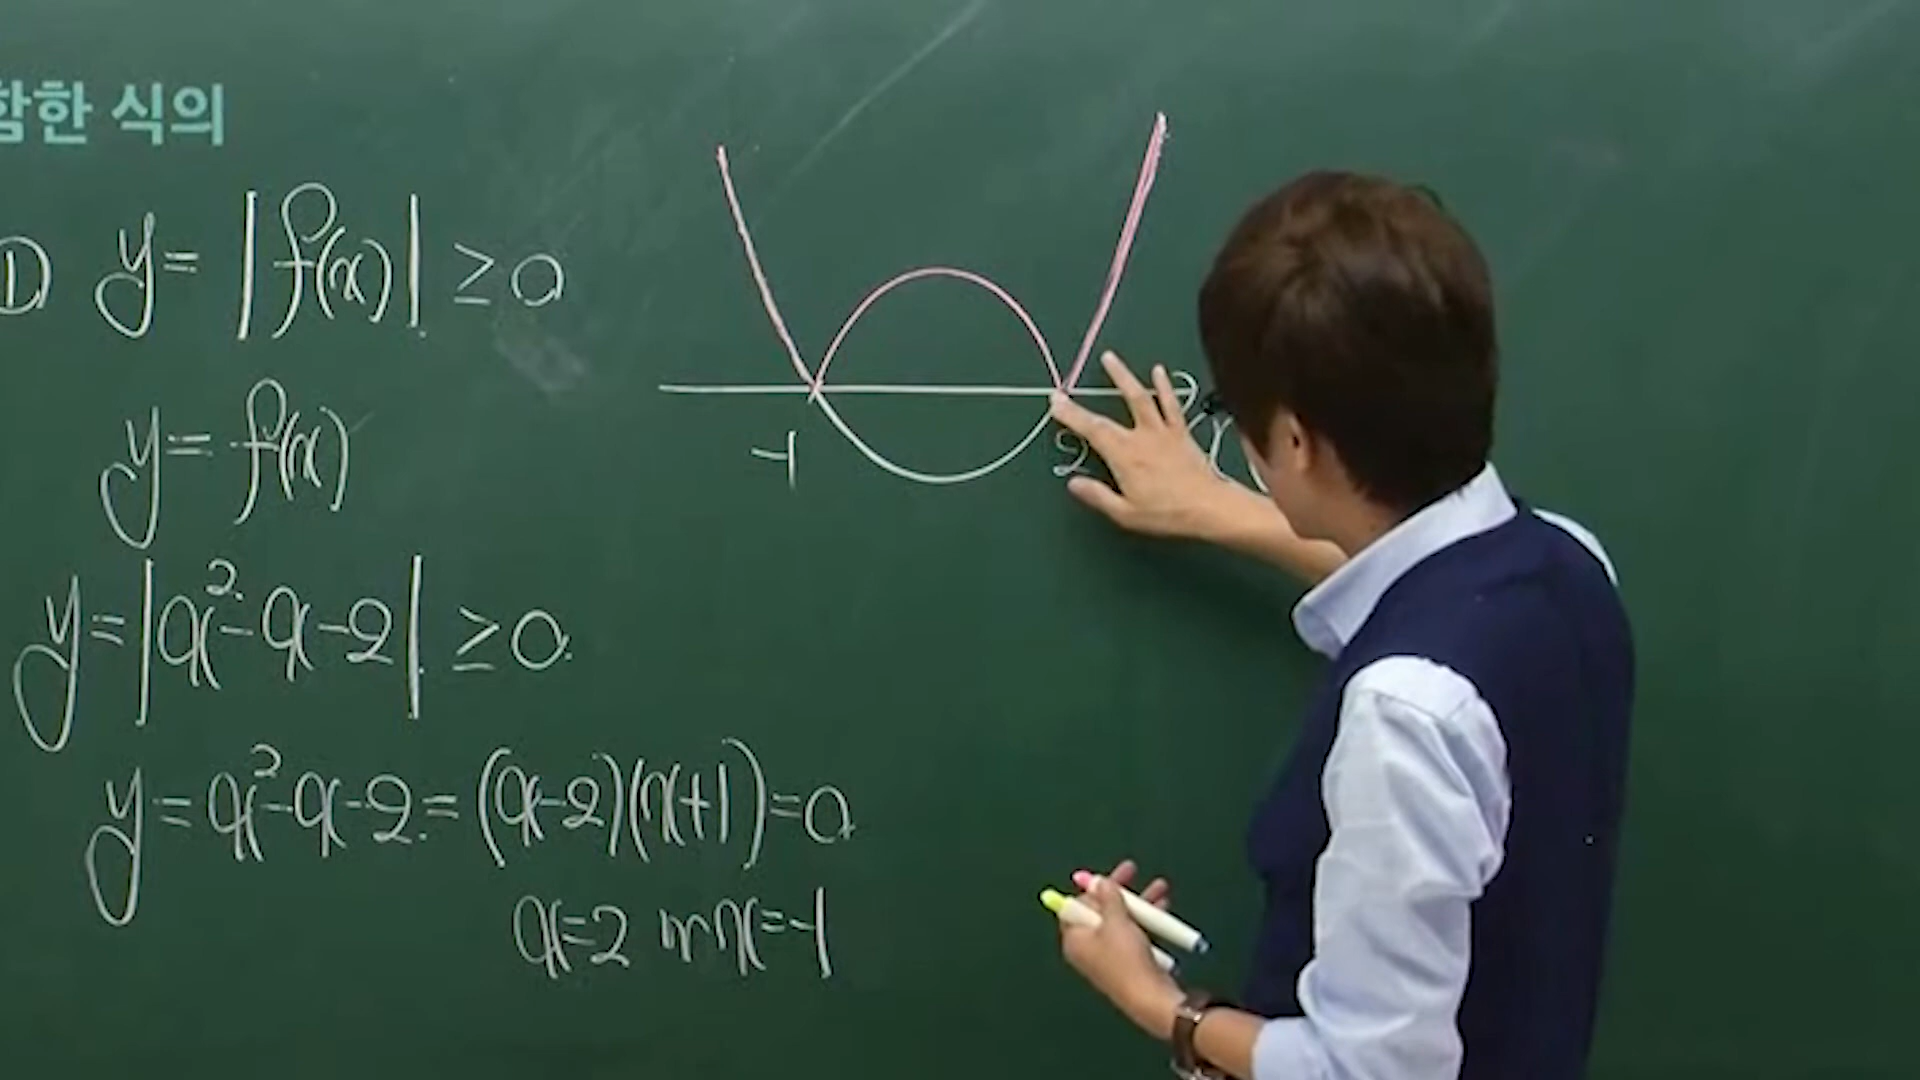 함한 식의
① y = |f(x)| ≥ 0
y = f(x)
y = |x² - x - 2| ≥ 0
y = x² - x - 2 = (x-2)(x+1) = 0
x = 2 or x = -1
-1 2 x